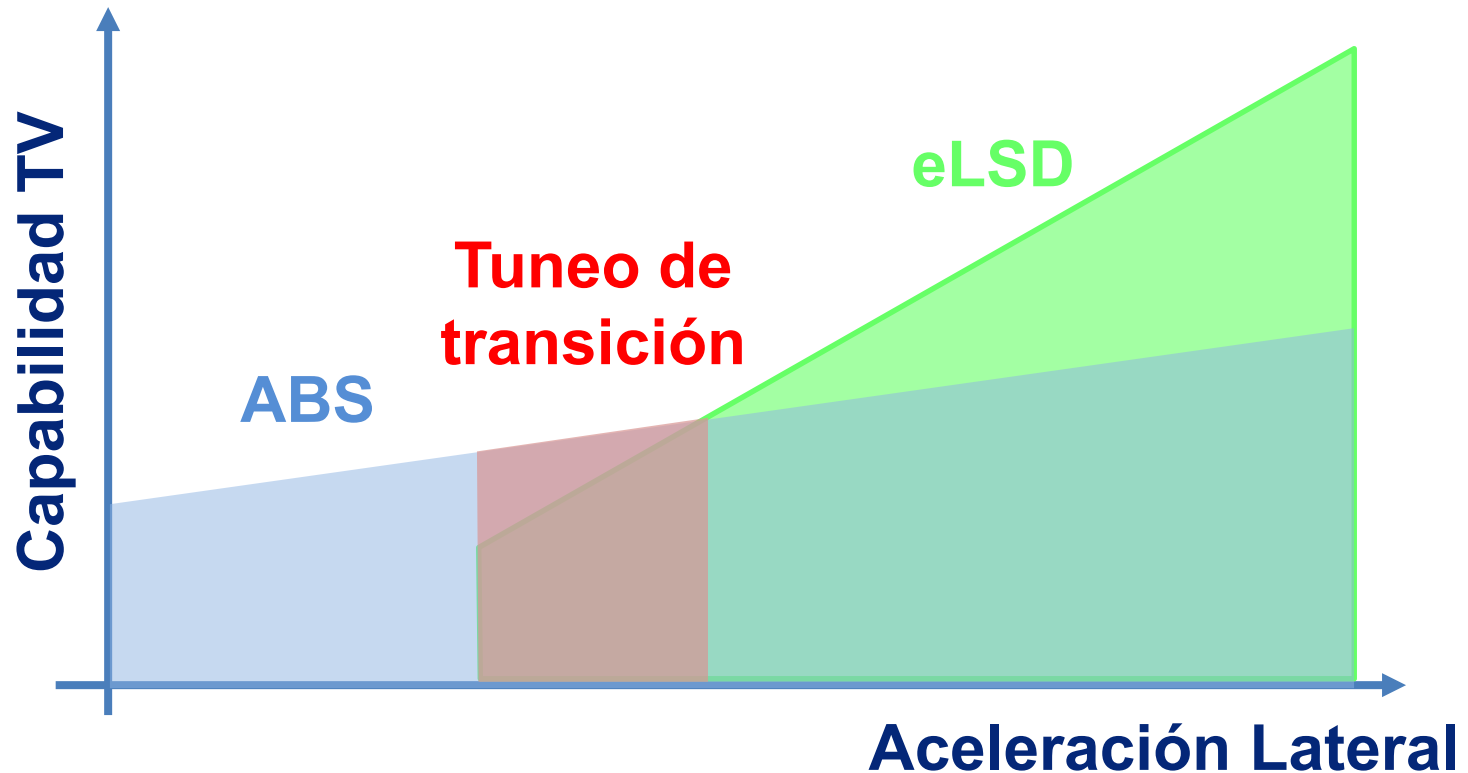 Capabilidad TV
eLSD
Tuneo de
transición
ABS
Aceleración Lateral